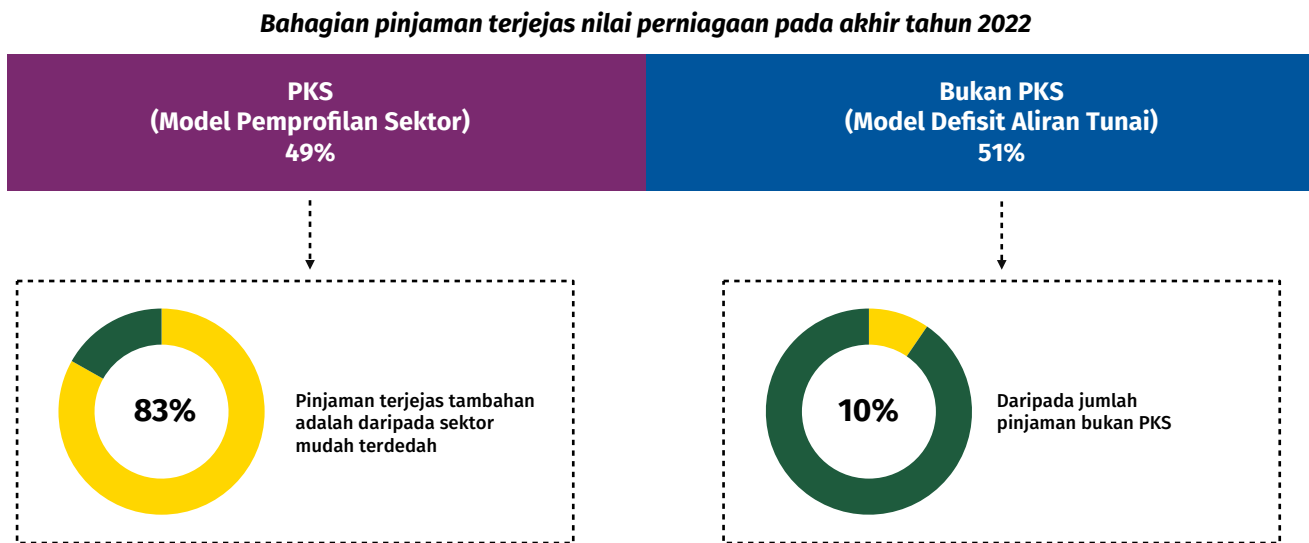 Bahagian pinjaman terjejas nilai perniagaan pada akhir tahun 2022
PKS
(Model Pemprofilan Sektor)
49%
Bukan PKS
(Model Defisit Aliran Tunai)
51%
83%
Pinjaman terjejas tambahan
adalah daripada sektor
mudah terdedah
10%
Daripada jumlah
pinjaman bukan PKS